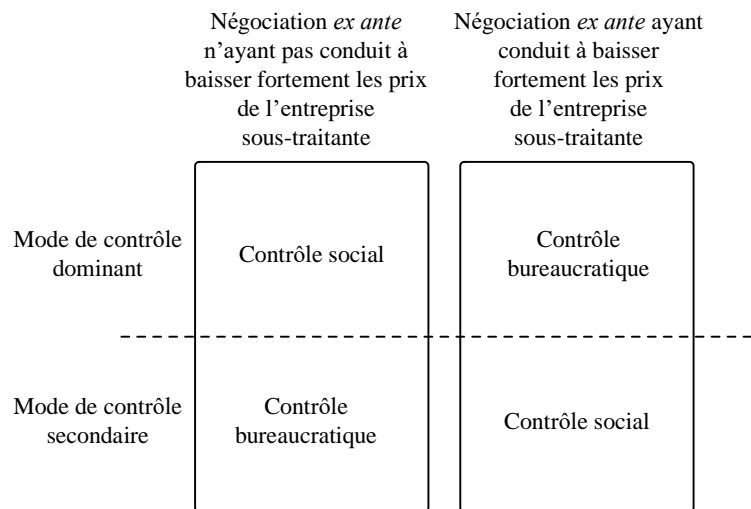 Négociation ex ante
n'ayant pas conduit à
baisser fortement les prix
de l'entreprise
sous-traitante
Négociation ex ante ayant
conduit à baisser
fortement les prix
de l'entreprise
sous-traitante
Mode de contrôle
dominant
Contrôle social
Contrôle
bureaucratique
Mode de contrôle
secondaire
Contrôle
bureaucratique
Contrôle social